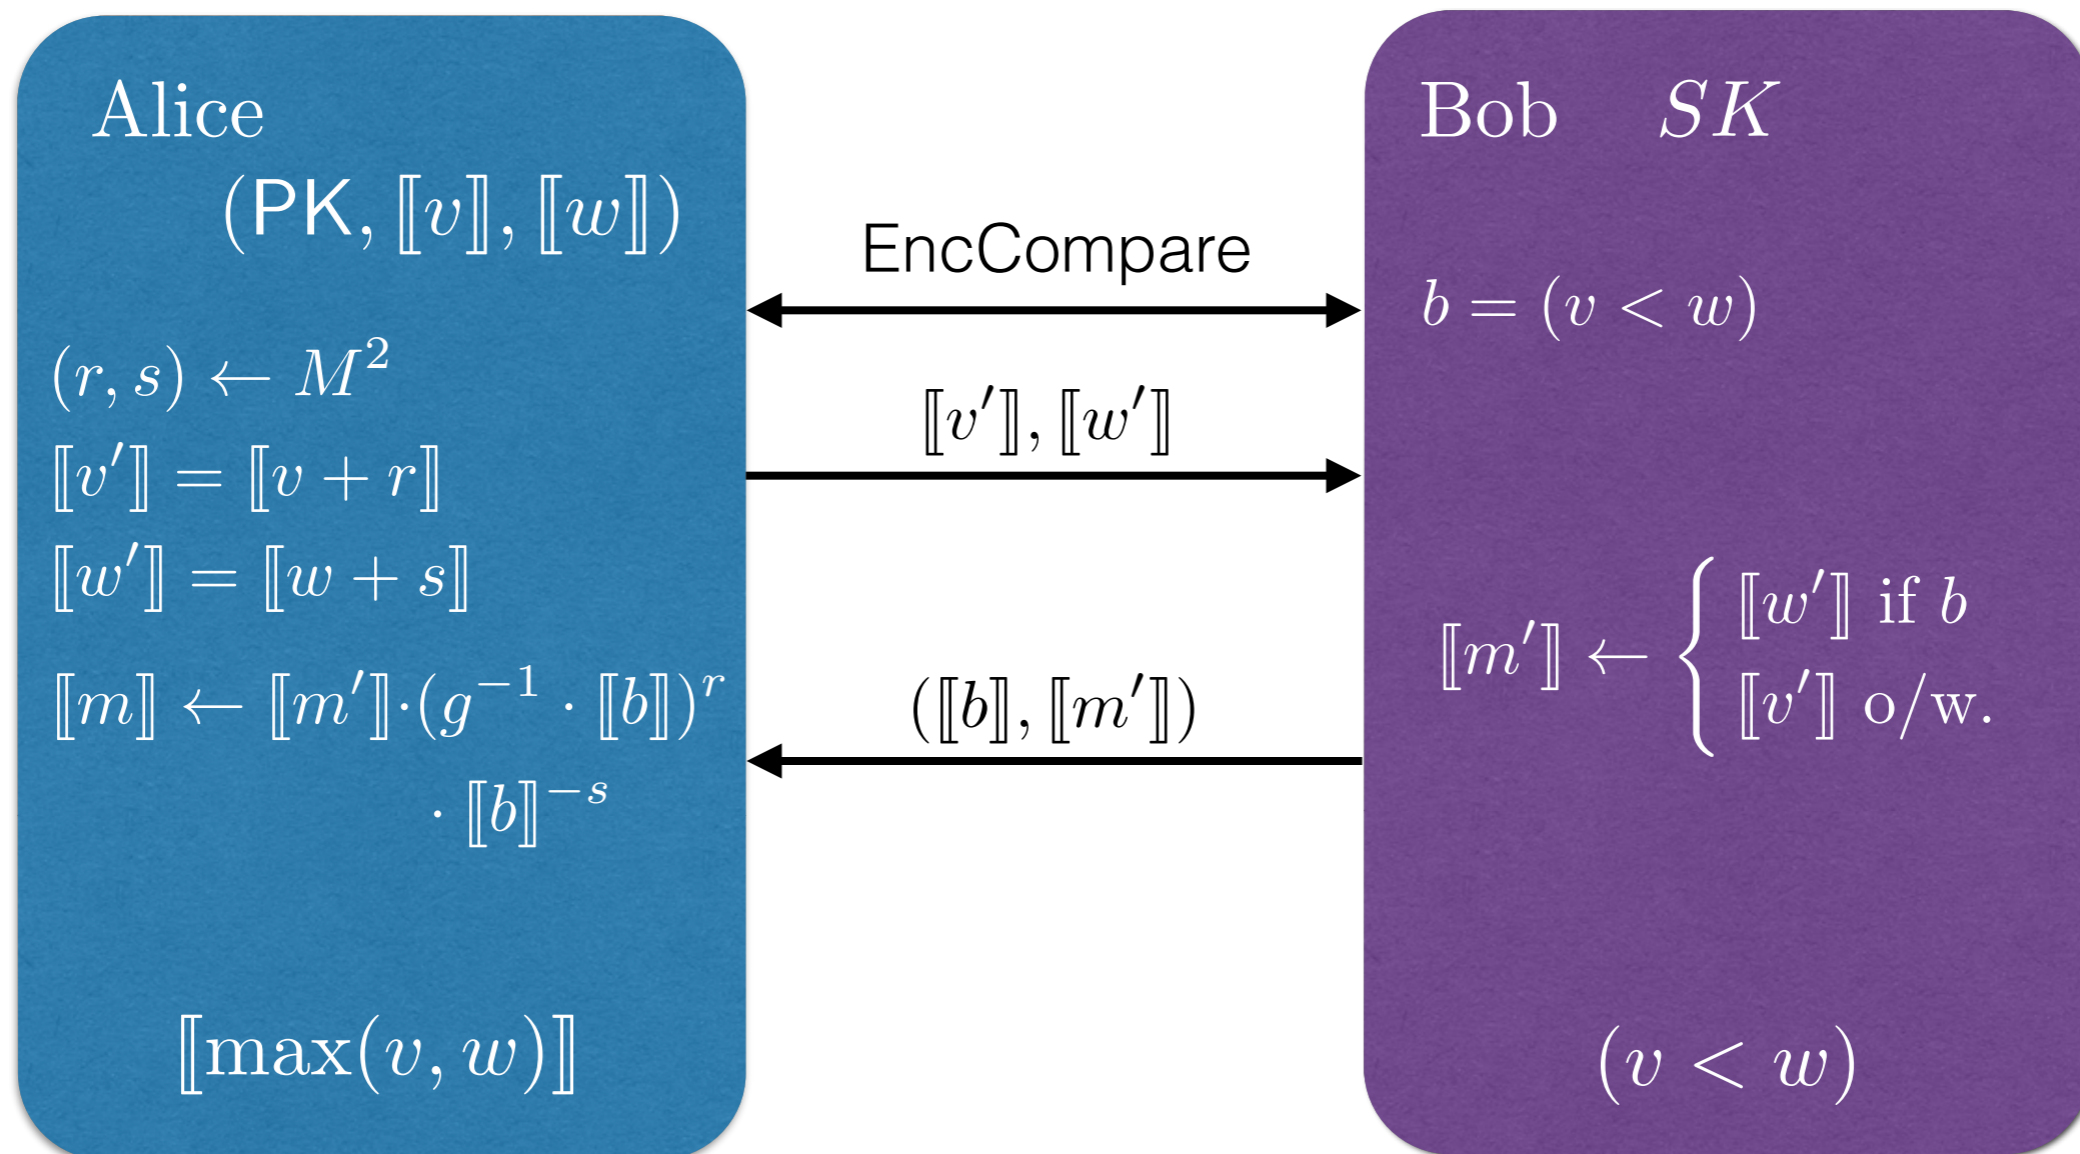 Alice
(PK, ⟦v⟧, ⟦w⟧)
(r, s) ← M²
⟦v′⟧ = ⟦v + r⟧
⟦w′⟧ = ⟦w + s⟧
⟦m⟧ ← ⟦m′⟧·(g⁻¹ · ⟦b⟧)ʳ
· ⟦b⟧⁻ˢ
⟦max(v, w)⟧
EncCompare
⟦v′⟧, ⟦w′⟧
(⟦b⟧, ⟦m′⟧)
Bob SK
b = (v < w)
⟦m′⟧ ← { ⟦w′⟧ if b
⟦v′⟧ o/w.
(v < w)